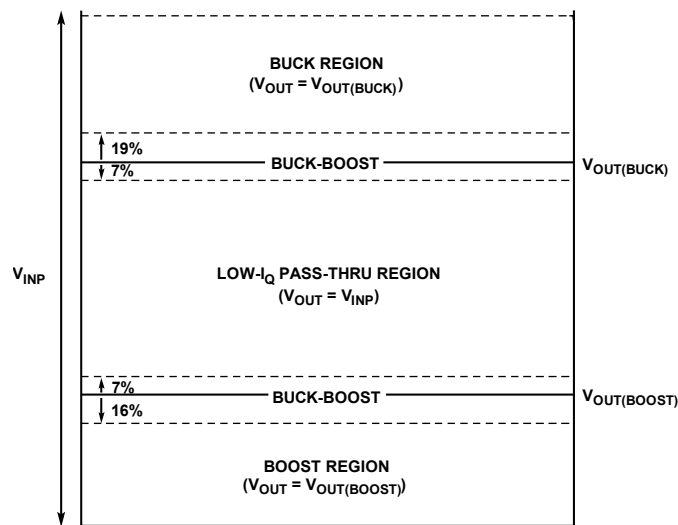 BUCK REGION
(VOUT = VOUT(BUCK))
19%
BUCK-BOOST
VOUT(BUCK)
7%
VINP
LOW-IQ PASS-THRU REGION
(VOUT = VINP)
7%
BUCK-BOOST
VOUT(BOOST)
16%
BOOST REGION
(VOUT = VOUT(BOOST))